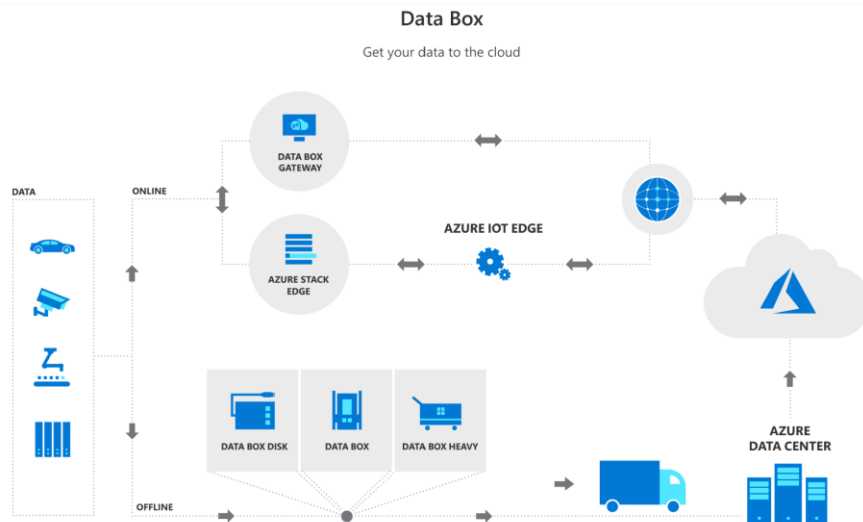 Data Box
Get your data to the cloud
DATA
ONLINE
DATA BOX
GATEWAY
AZURE IOT EDGE
AZURE STACK
EDGE
DATA BOX DISK
DATA BOX
DATA BOX HEAVY
AZURE
DATA CENTER
OFFLINE